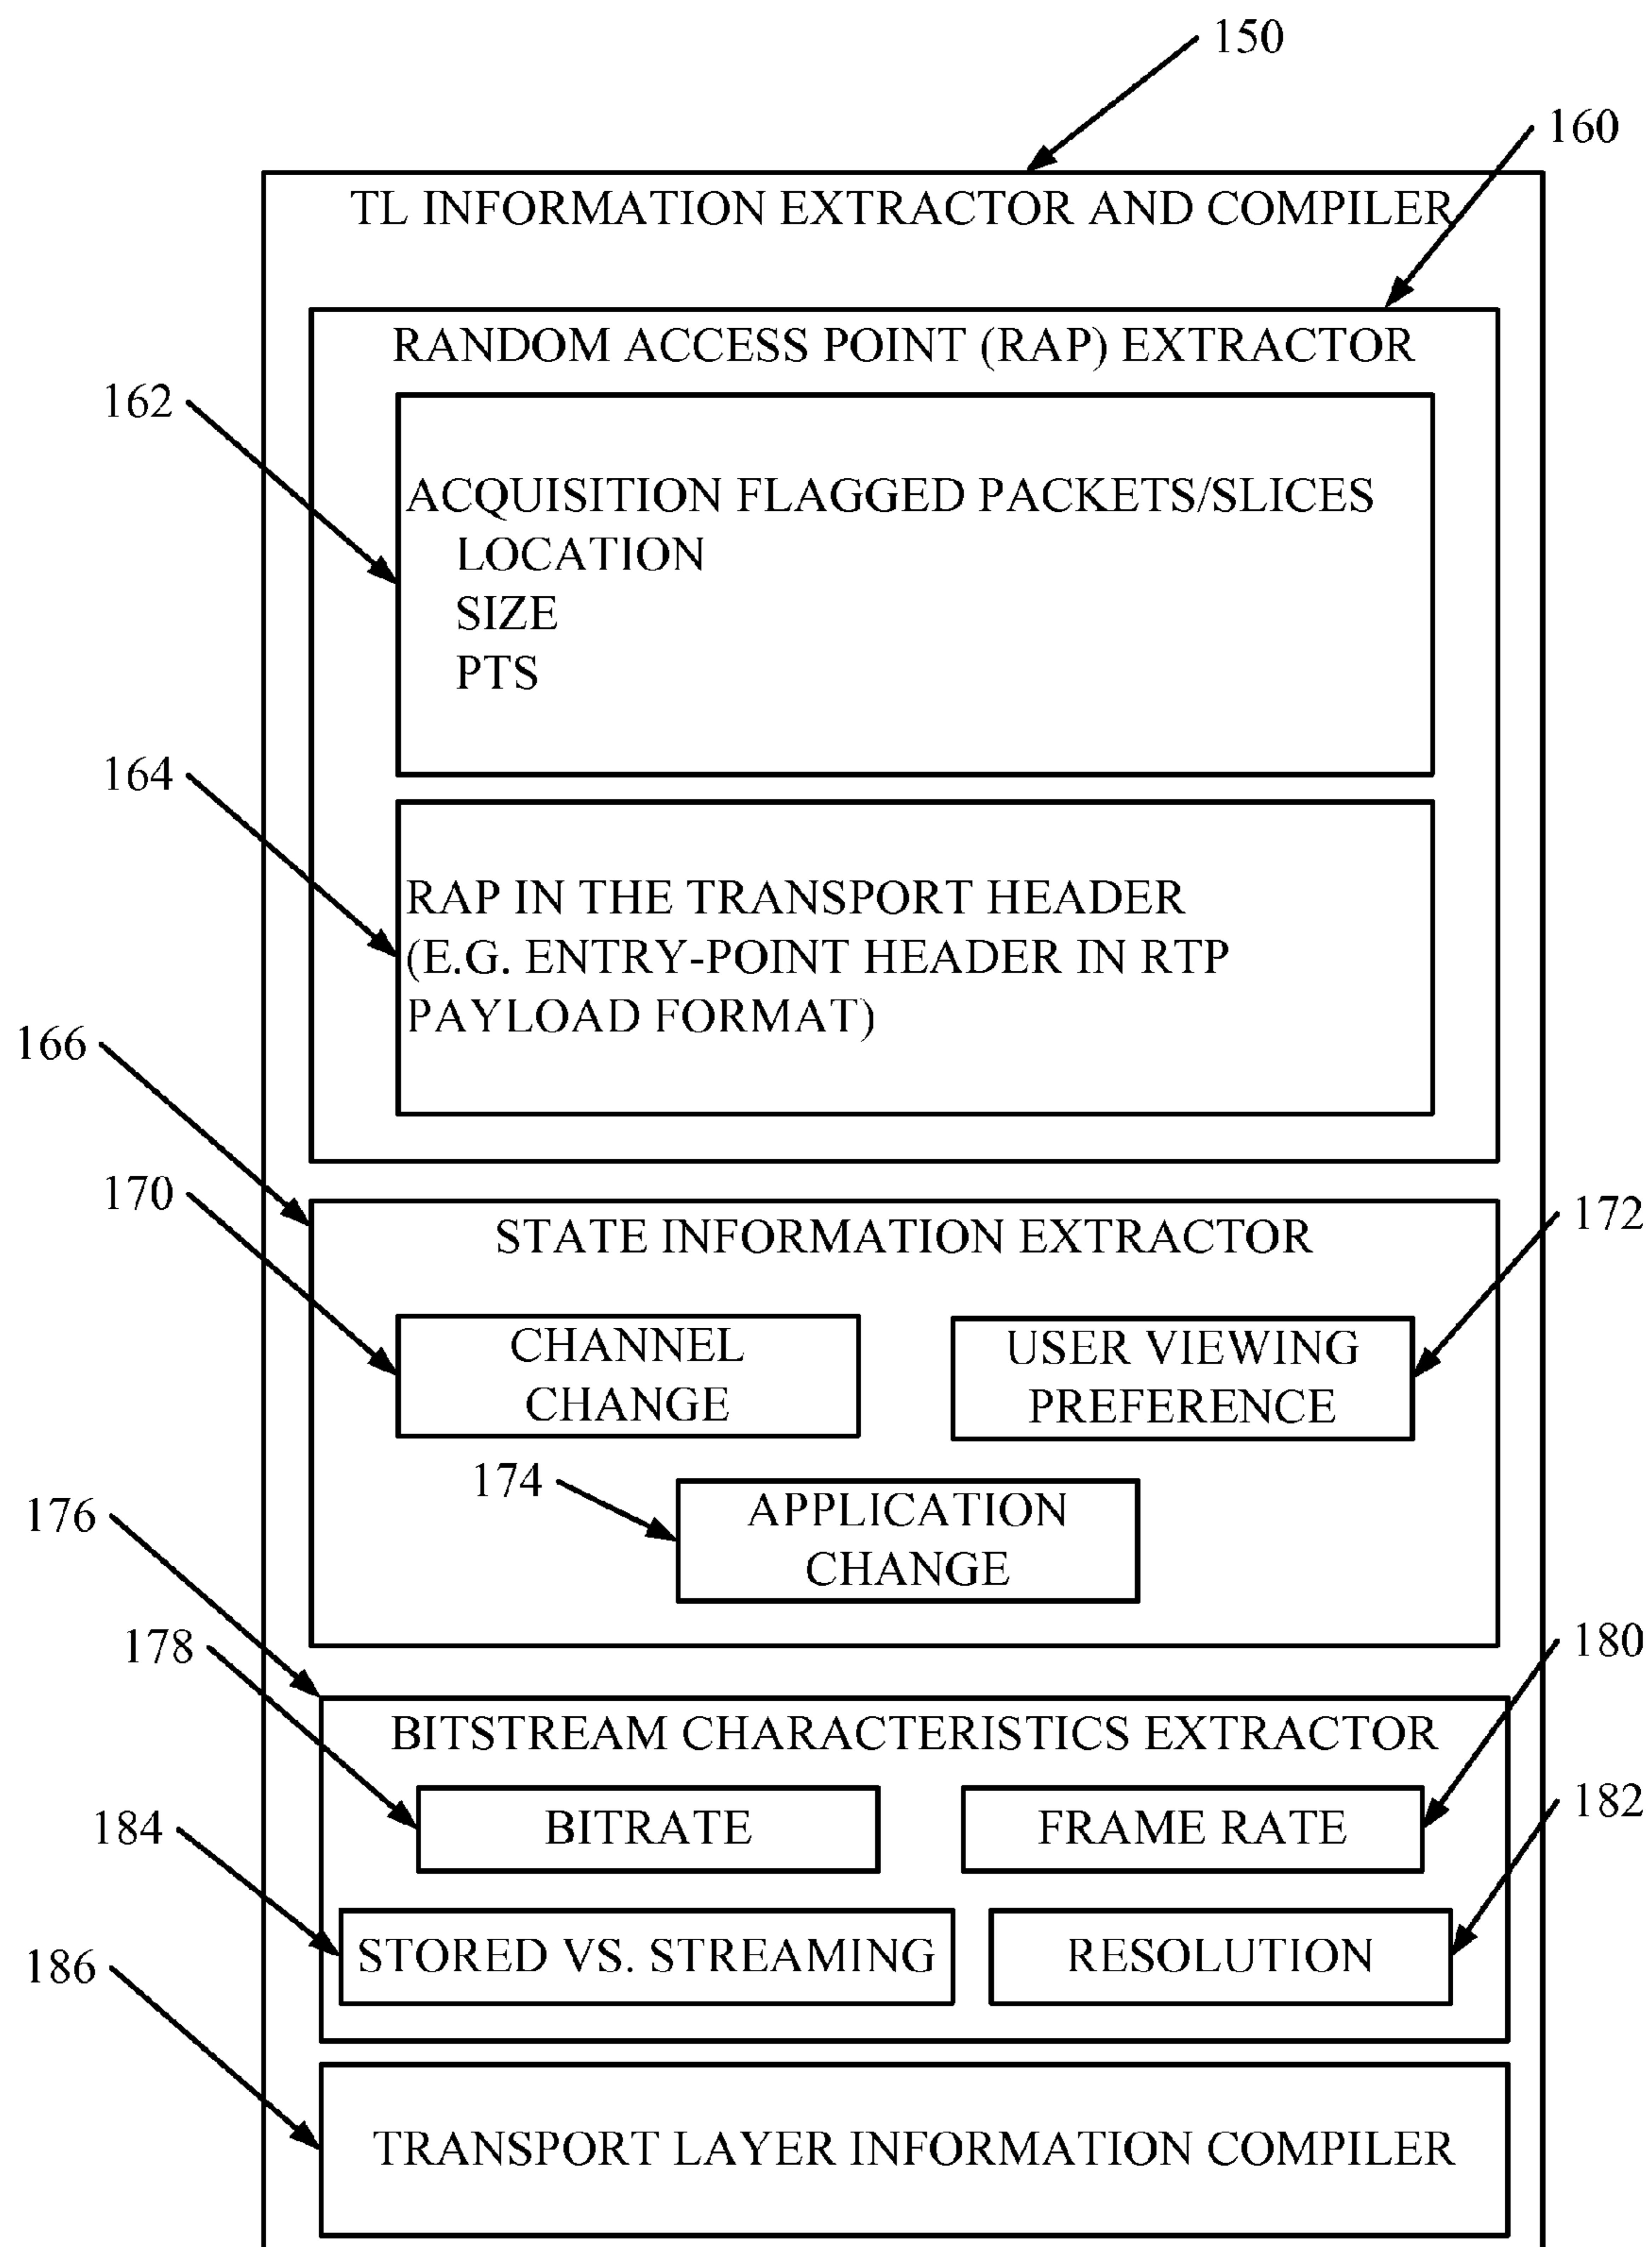 150
160
TL INFORMATION EXTRACTOR AND COMPILER
RANDOM ACCESS POINT (RAP) EXTRACTOR
162
ACQUISITION FLAGGED PACKETS/SLICES
LOCATION
SIZE
PTS
164
RAP IN THE TRANSPORT HEADER
(E.G. ENTRY-POINT HEADER IN RTP
PAYLOAD FORMAT)
166
170
172
STATE INFORMATION EXTRACTOR
CHANNEL
CHANGE
USER VIEWING
PREFERENCE
174
APPLICATION
CHANGE
176
178
180
BITSTREAM CHARACTERISTICS EXTRACTOR
BITRATE
FRAME RATE
184
182
STORED VS. STREAMING
RESOLUTION
186
TRANSPORT LAYER INFORMATION COMPILER